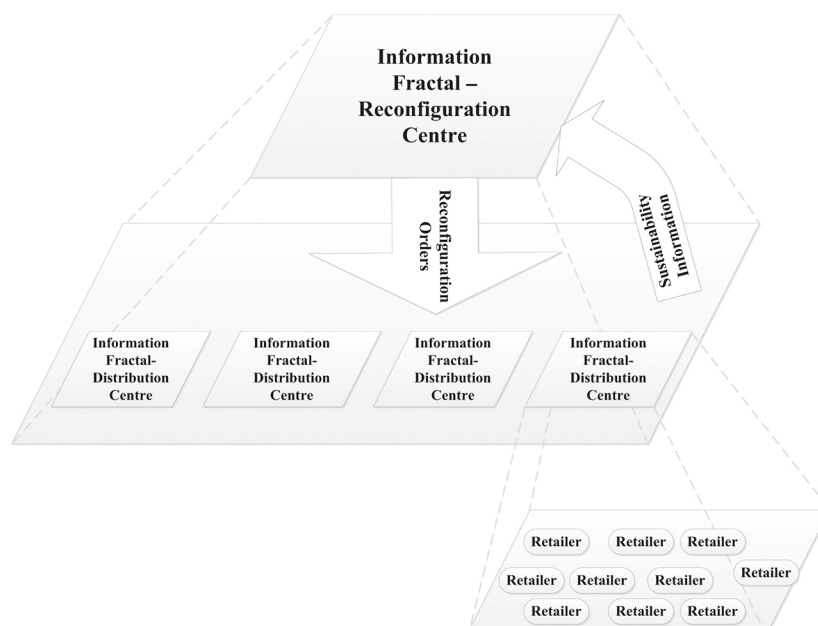 Information
Fractal –
Reconfiguration
Centre
Reconfiguration
Orders
Sustainability
Information
Information
Fractal-
Distribution
Centre
Information
Fractal-
Distribution
Centre
Information
Fractal-
Distribution
Centre
Information
Fractal-
Distribution
Centre
Retailer
Retailer
Retailer
Retailer
Retailer
Retailer
Retailer
Retailer
Retailer
Retailer